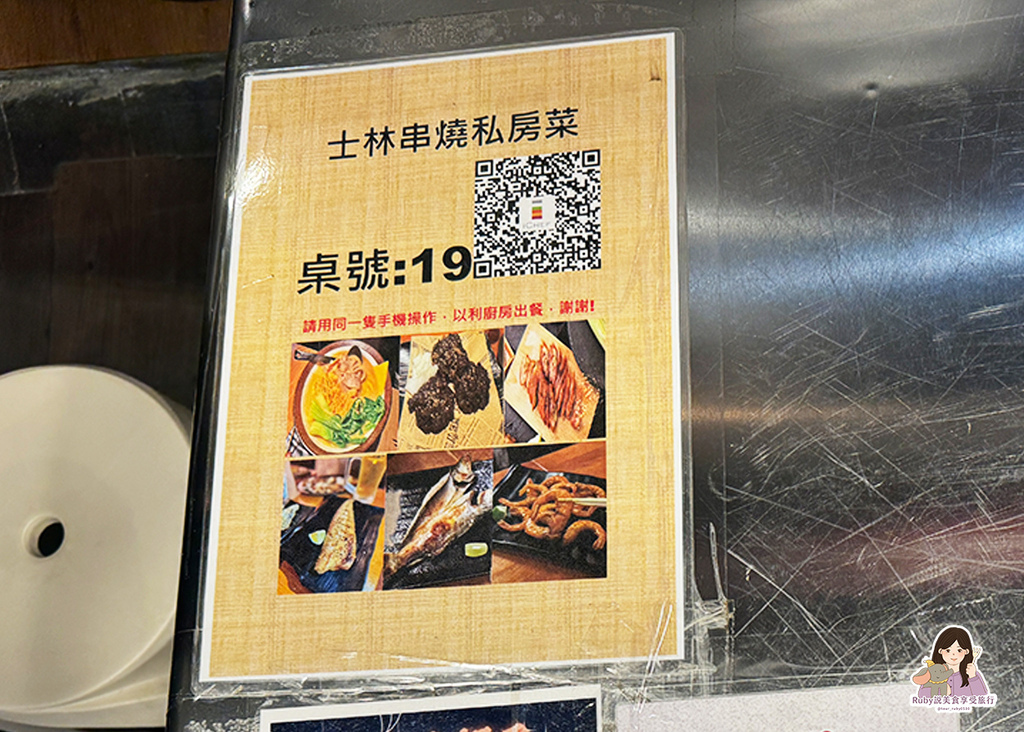 士林串燒私房菜
桌號:19
請用同一隻手機操作，以利廚房出餐，謝謝!
Ruby說美食享受旅行